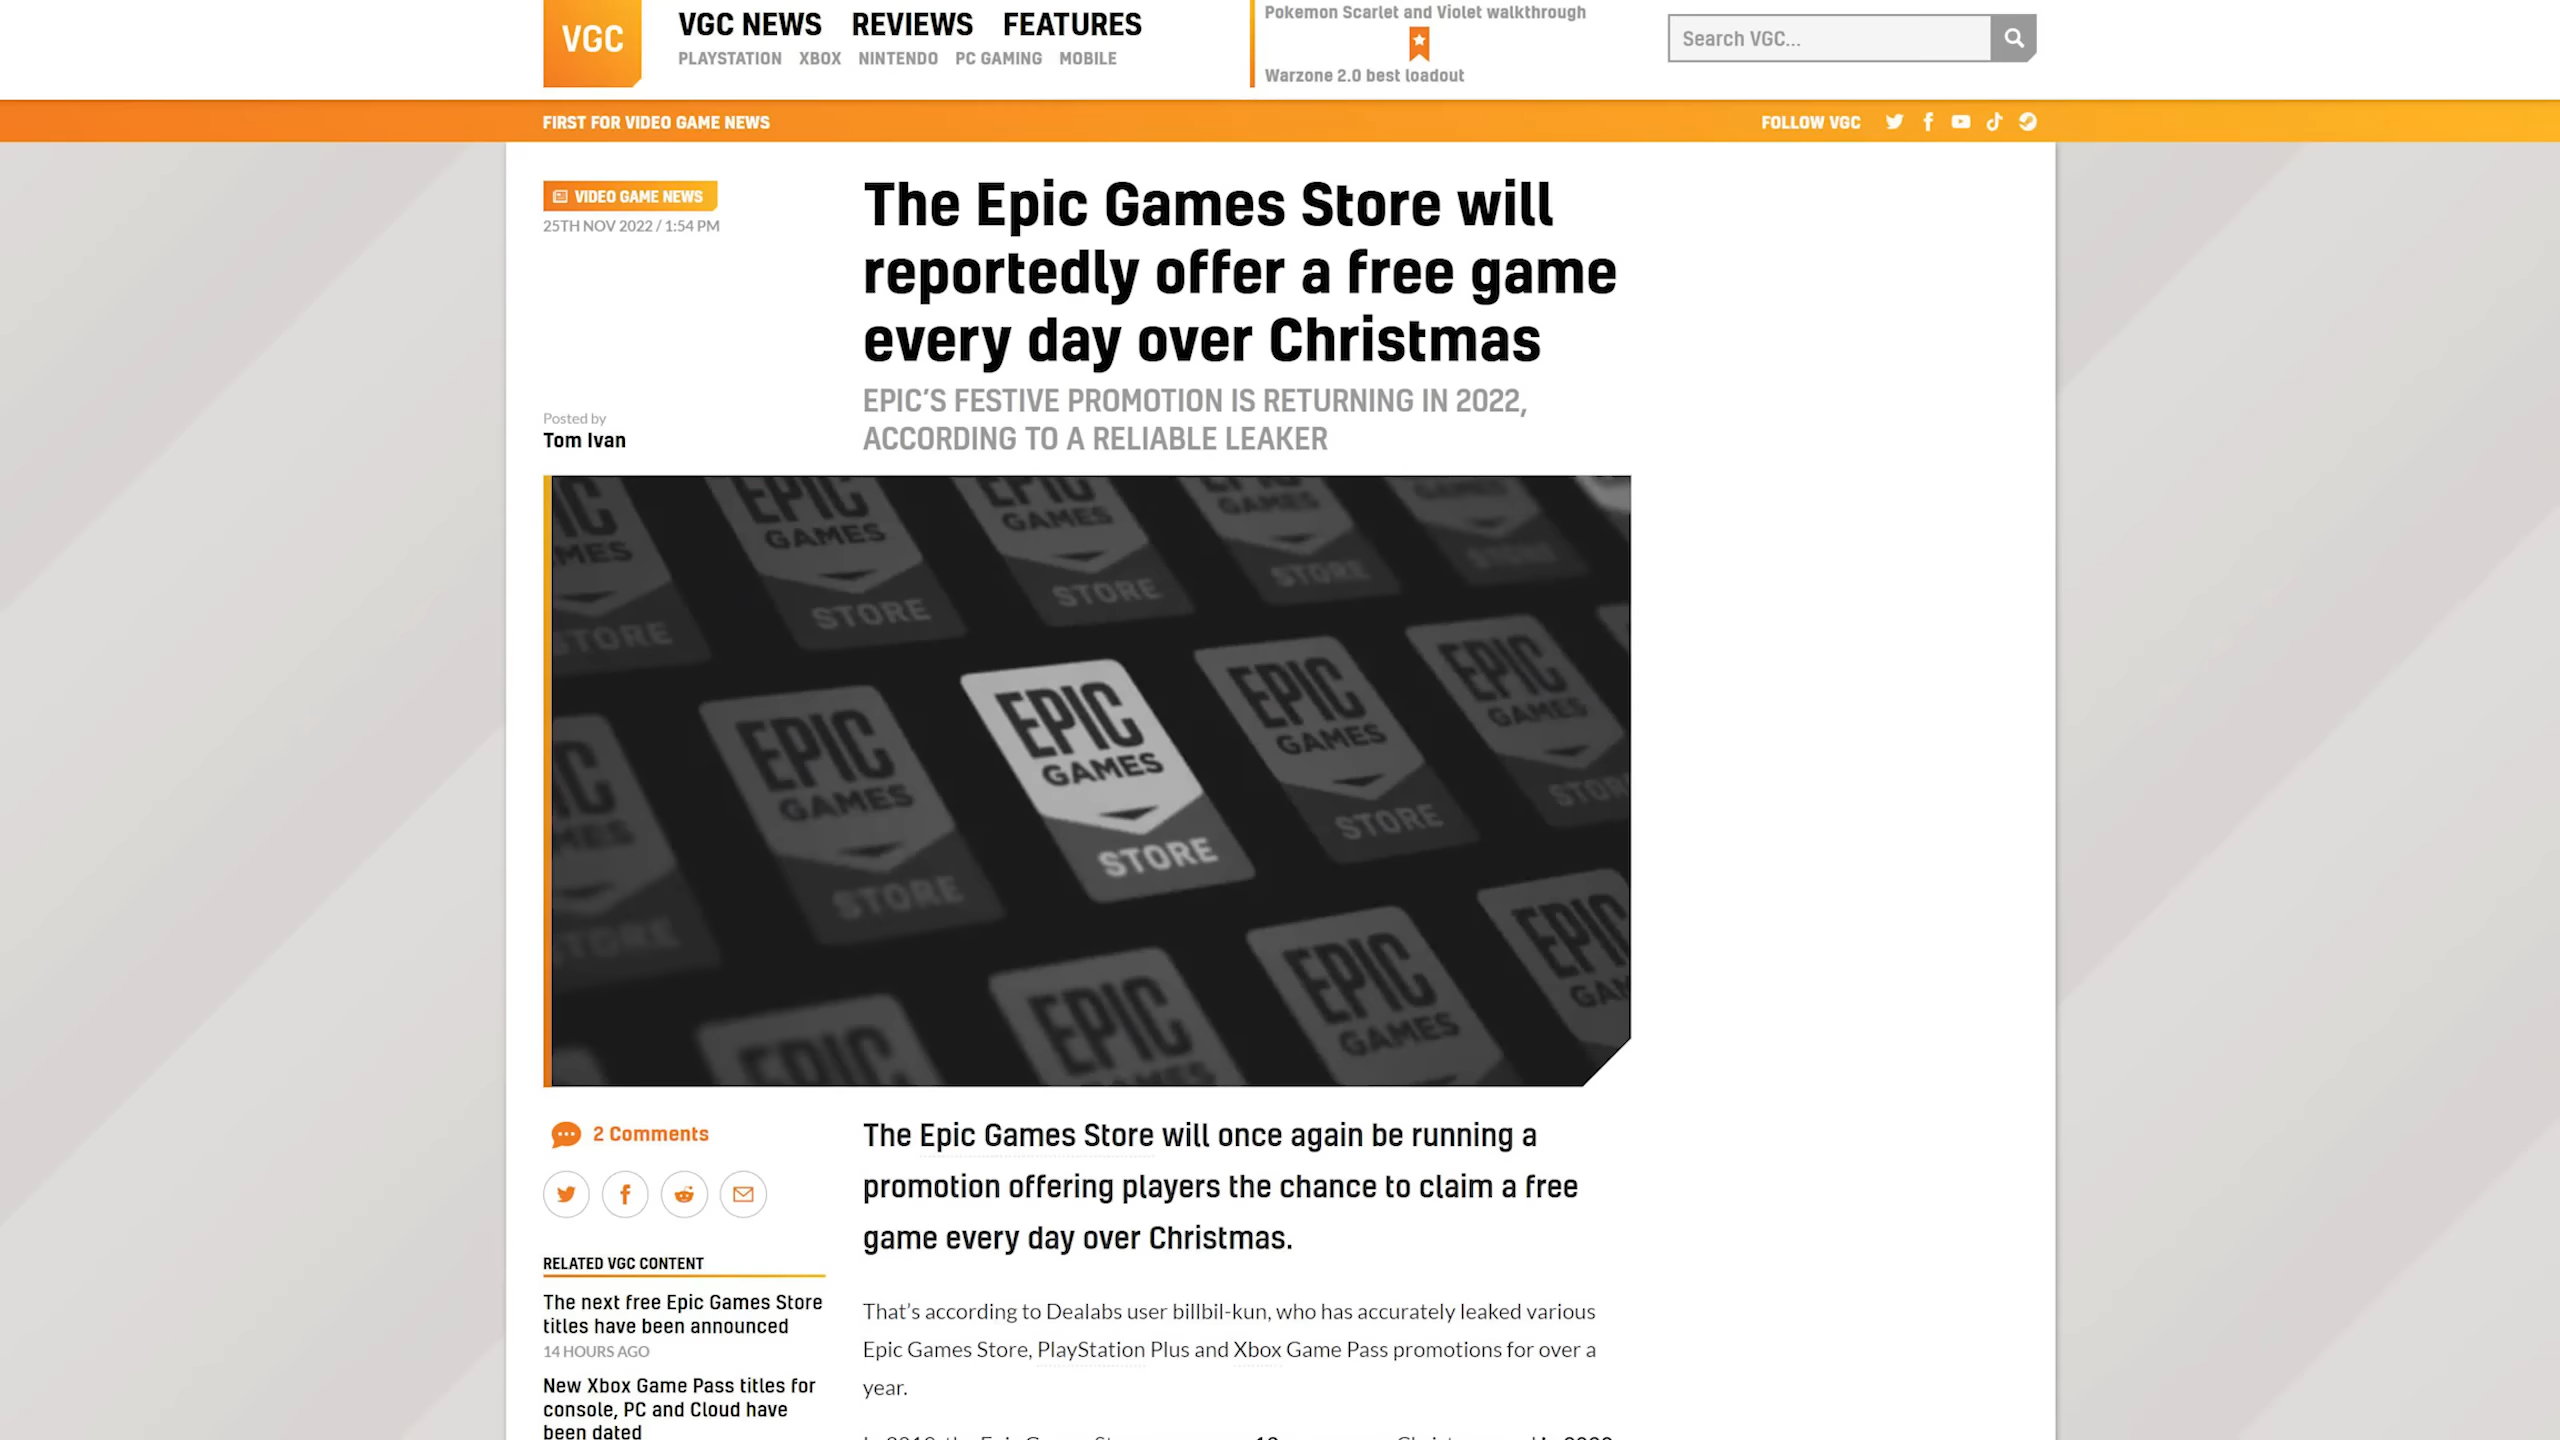 VGC
VGC NEWS REVIEWS FEATURES
PLAYSTATION XBOX NINTENDO PC GAMING MOBILE
Pokemon Scarlet and Violet walkthrough
Warzone 2.0 best loadout
Search VGC...
FIRST FOR VIDEO GAME NEWS
FOLLOW VGC
VIDEO GAME NEWS
25TH NOV 2022 / 1:54 PM
The Epic Games Store will
reportedly offer a free game
every day over Christmas
EPIC'S FESTIVE PROMOTION IS RETURNING IN 2022,
ACCORDING TO A RELIABLE LEAKER
Posted by
Tom Ivan
EPIC
GAMES
STORE
2 Comments
The Epic Games Store will once again be running a
promotion offering players the chance to claim a free
game every day over Christmas.
That's according to Dealabs user billbil-kun, who has accurately leaked various
Epic Games Store, PlayStation Plus and Xbox Game Pass promotions for over a
year.
RELATED VGC CONTENT
The next free Epic Games Store
titles have been announced
14 HOURS AGO
New Xbox Game Pass titles for
console, PC and Cloud have
been dated